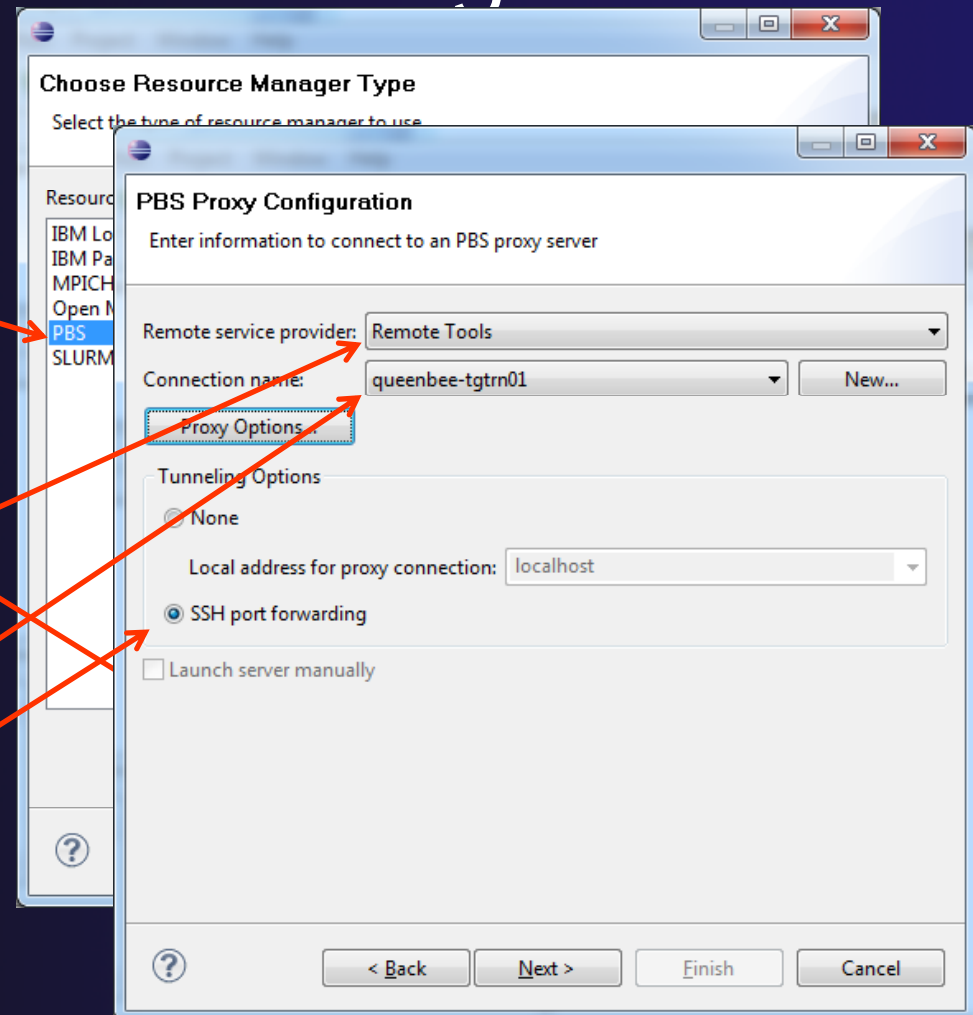 Choose Resource Manager Type
Select the type of resource manager to use
Resourc
IBM Lo
IBM Pa
MPICH
Open M
PBS
SLURM
PBS Proxy Configuration
Enter information to connect to an PBS proxy server
Remote service provider: Remote Tools
Connection name: queenbee-tgtrn01 New...
Proxy Options...
Tunneling Options
None
Local address for proxy connection: localhost
SSH port forwarding
Launch server manually
< Back Next > Finish Cancel